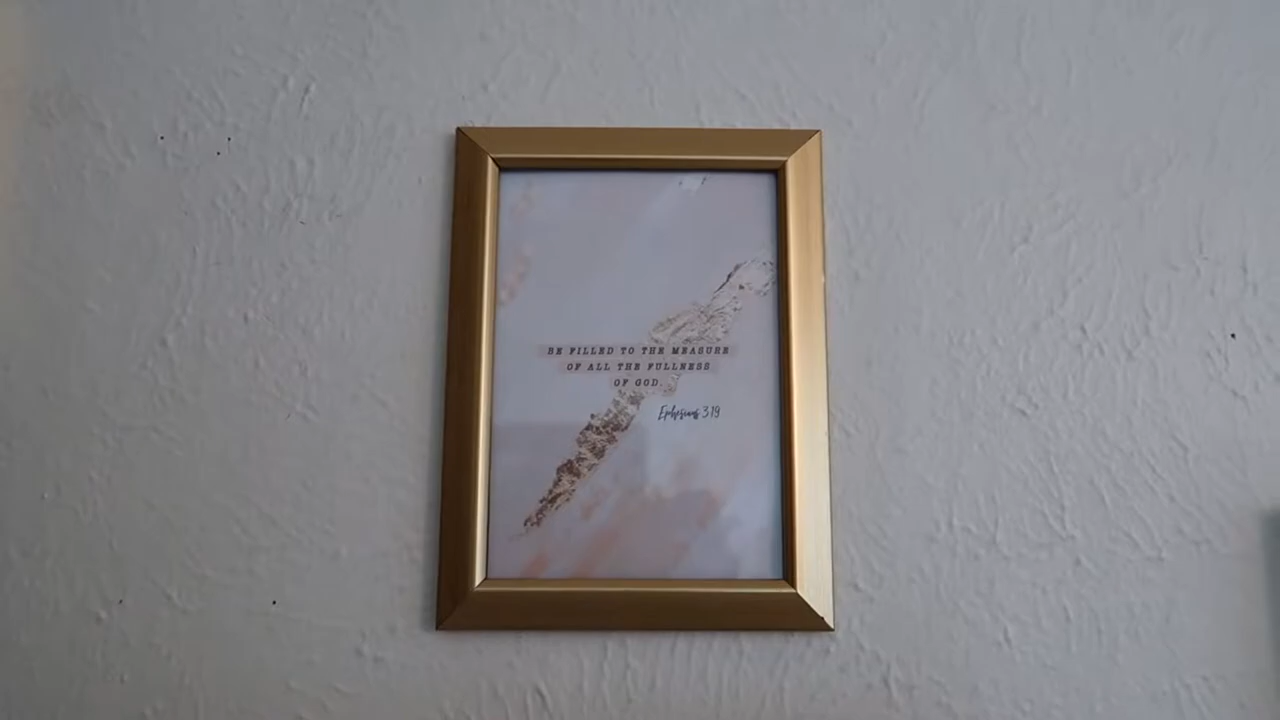 BE FILLED TO THE MEASURE
OF ALL THE FULLNESS
OF GOD.
Ephesians 3:19